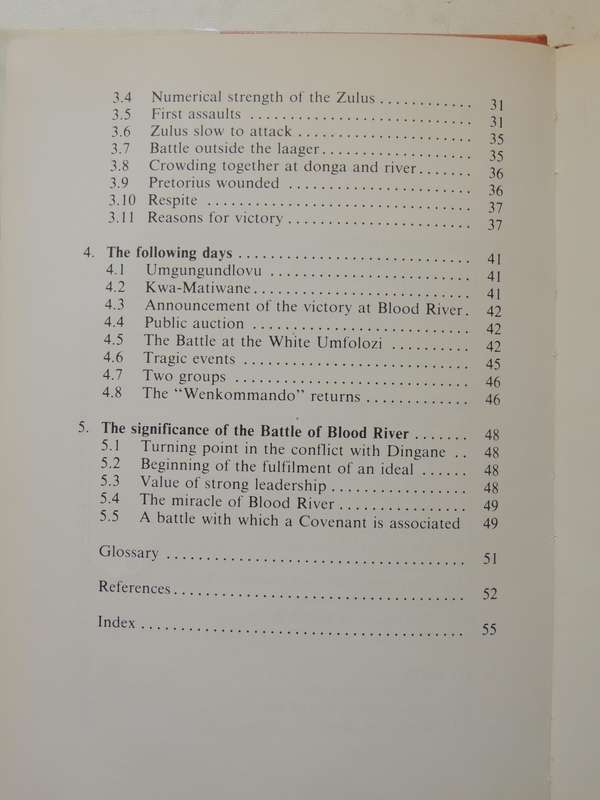 3.4 Numerical strength of the Zulus ............ 31
3.5 First assaults ........................... 31
3.6 Zulus slow to attack ..................... 35
3.7 Battle outside the laager .................. 35
3.8 Crowding together at donga and river ....... 36
3.9 Pretorius wounded ...................... 36
3.10 Respite ................................ 37
3.11 Reasons for victory ...................... 37
4. The following days ............................ 41
4.1 Umgungundlovu ........................ 41
4.2 Kwa-Matiwane .......................... 41
4.3 Announcement of the victory at Blood River . 42
4.4 Public auction .......................... 42
4.5 The Battle at the White Umfolozi .......... 42
4.6 Tragic events ........................... 45
4.7 Two groups ............................ 46
4.8 The “Wenkommando” returns ............. 46
5. The significance of the Battle of Blood River ....... 48
5.1 Turning point in the conflict with Dingane .. 48
5.2 Beginning of the fulfilment of an ideal ...... 48
5.3 Value of strong leadership ................. 48
5.4 The miracle of Blood River ................ 49
5.5 A battle with which a Covenant is associated 49
Glossary ..................................... 51
References .................................... 52
Index ........................................ 55